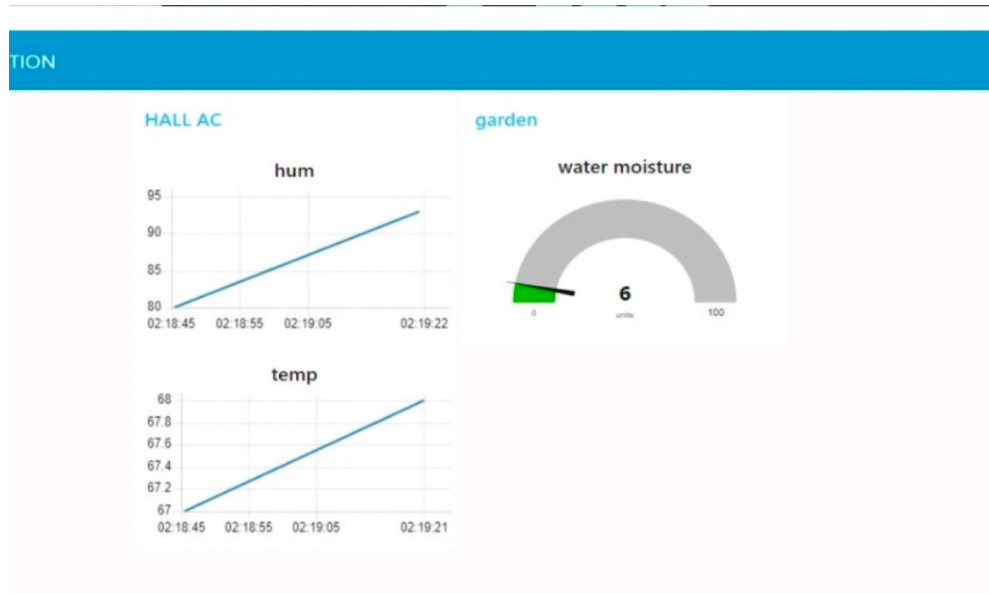 TION
HALL AC
hum
95
90
85
80
02:18:45 02:18:55 02:19:05 02:19:22
temp
68
67.8
67.6
67.4
67.2
67
02:18:45 02:18:55 02:19:05 02:19:21
garden
water moisture
6
0 units 100